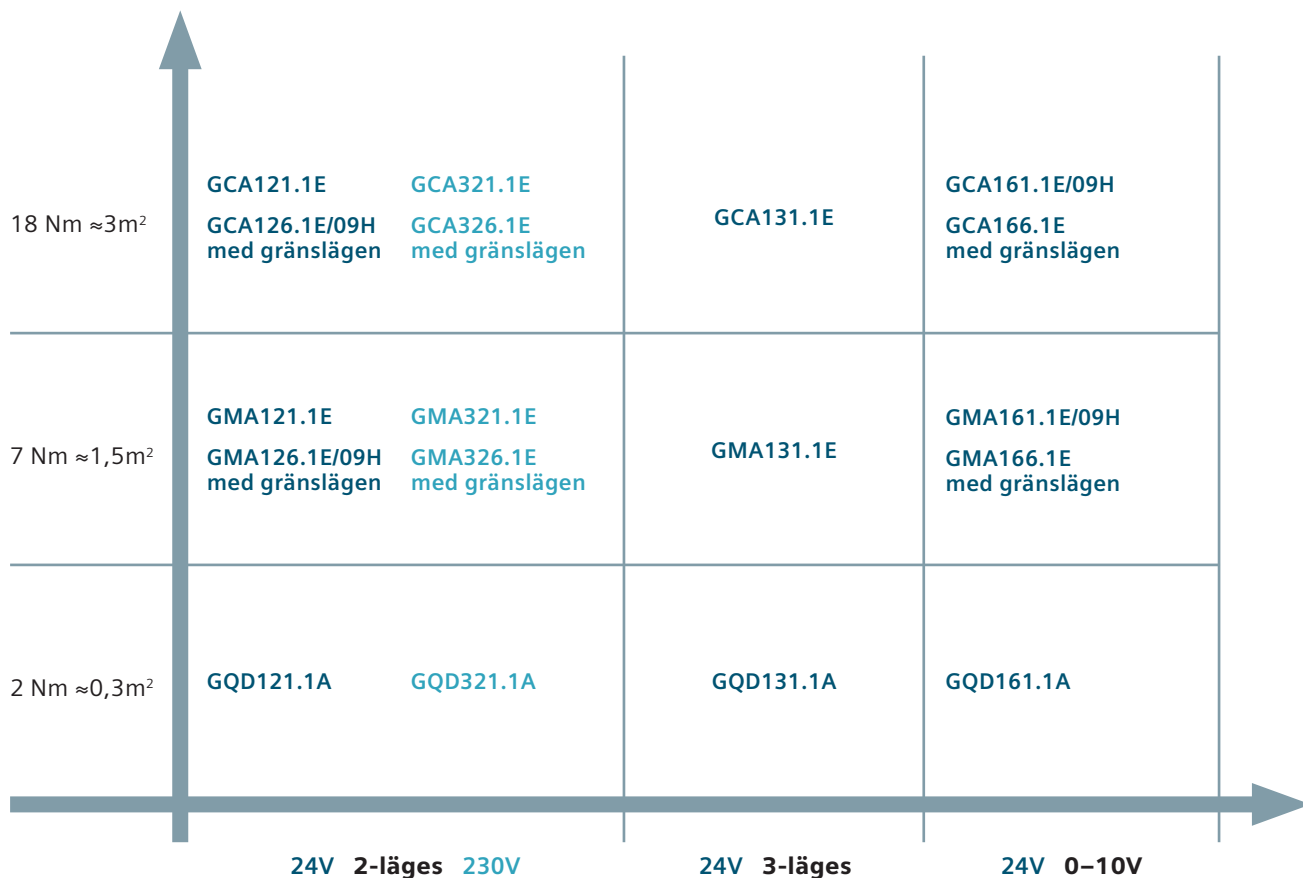 18 Nm ≈3m²
GCA121.1E
GCA126.1E/09H
med gränslägen
GCA321.1E
GCA326.1E
med gränslägen
GCA131.1E
GCA161.1E/09H
GCA166.1E
med gränslägen
7 Nm ≈1,5m²
GMA121.1E
GMA126.1E/09H
med gränslägen
GMA321.1E
GMA326.1E
med gränslägen
GMA131.1E
GMA161.1E/09H
GMA166.1E
med gränslägen
2 Nm ≈0,3m²
GQD121.1A
GQD321.1A
GQD131.1A
GQD161.1A
24V 2-läges 230V
24V 3-läges
24V 0–10V